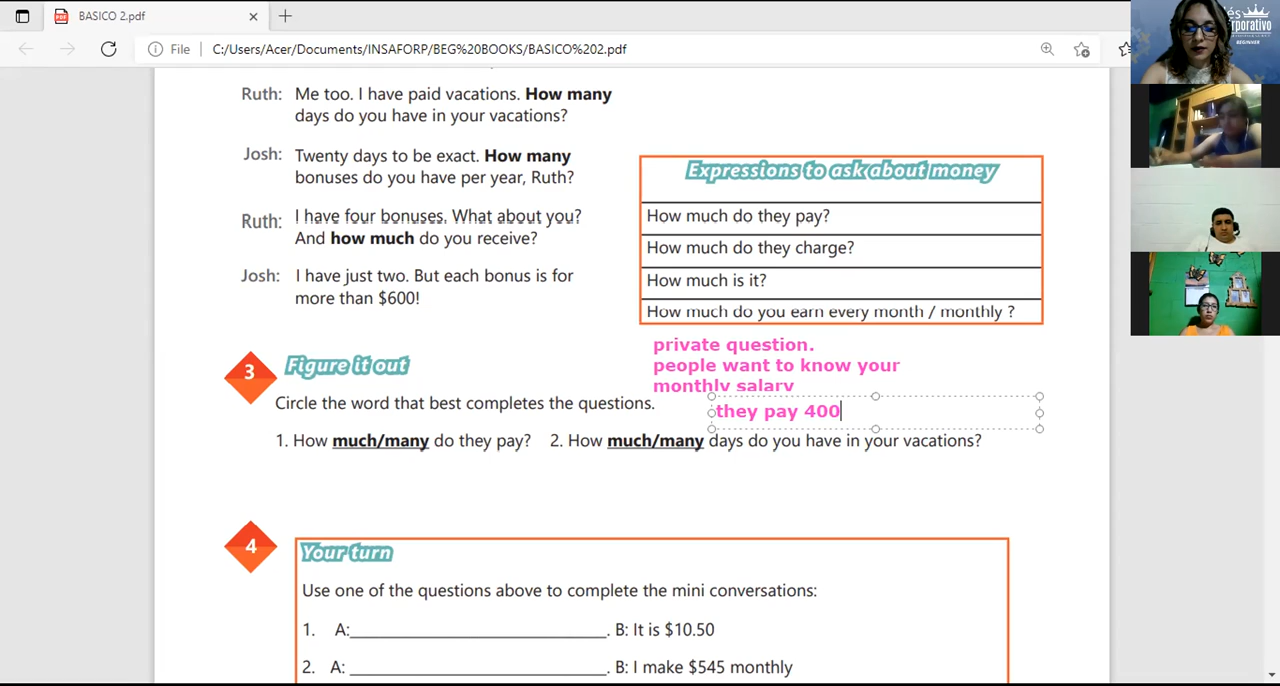 BASICO 2.pdf
File C:/Users/Acer/Documents/INSAFORP/BEG%20BOOKS/BASICO%202.pdf
Ruth: Me too. I have paid vacations. How many
days do you have in your vacations?
Josh: Twenty days to be exact. How many
bonuses do you have per year, Ruth?
Ruth: I have four bonuses. What about you?
And how much do you receive?
Josh: I have just two. But each bonus is for
more than $600!
Expressions to ask about money
How much do they pay?
How much do they charge?
How much is it?
How much do you earn every month / monthly ?
private question.
people want to know your
monthly salary
they pay 400
3 Figure it out
Circle the word that best completes the questions.
1. How much/many do they pay? 2. How much/many days do you have in your vacations?
4 Your turn
Use one of the questions above to complete the mini conversations:
1. A:______________________________. B: It is $10.50
2. A: ______________________________. B: I make $545 monthly
BEGINNER